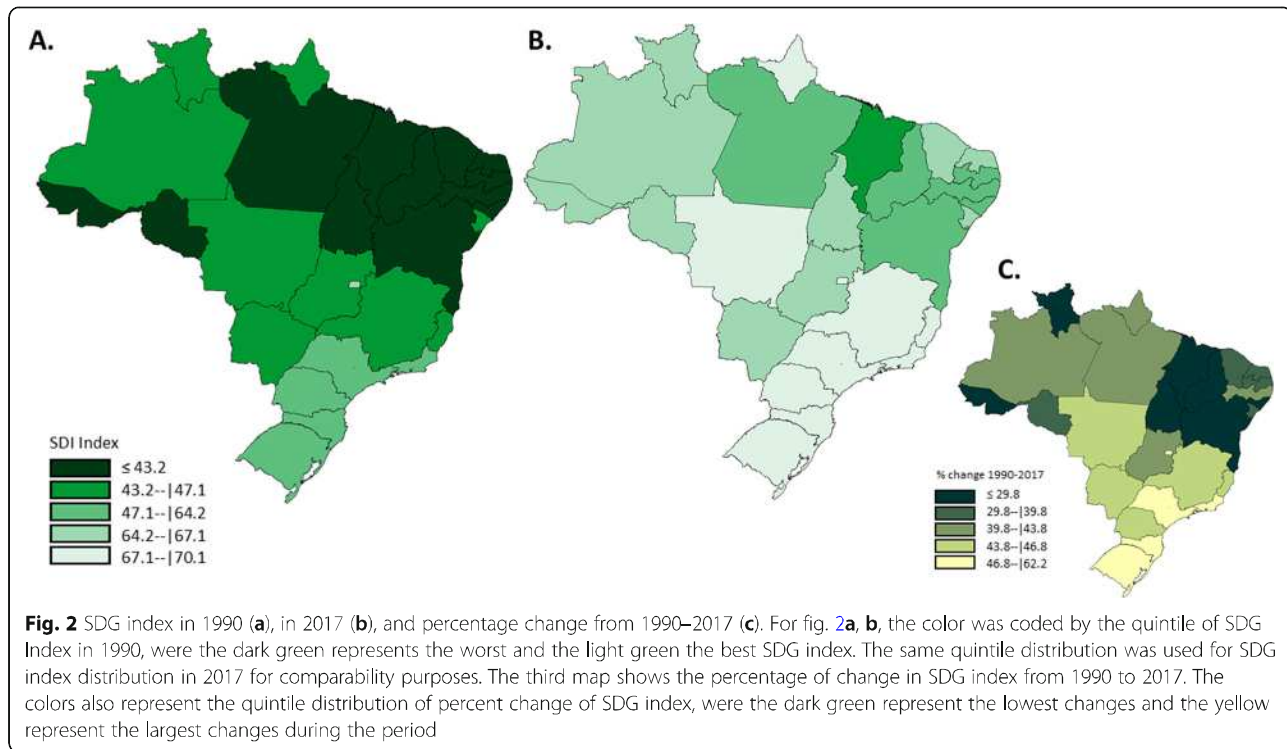 A.
B.
C.
SDI Index
≤ 43.2
43.2--|47.1
47.1--|64.2
64.2--|67.1
67.1--|70.1
% change 1990-2017
≤ 29.8
29.8--|39.8
39.8--|43.8
43.8--|46.8
46.8--|62.2
Fig. 2 SDG index in 1990 (a), in 2017 (b), and percentage change from 1990–2017 (c). For fig. 2a, b, the color was coded by the quintile of SDG
Index in 1990, were the dark green represents the worst and the light green the best SDG index. The same quintile distribution was used for SDG
index distribution in 2017 for comparability purposes. The third map shows the percentage of change in SDG index from 1990 to 2017. The
colors also represent the quintile distribution of percent change of SDG index, were the dark green represent the lowest changes and the yellow
represent the largest changes during the period